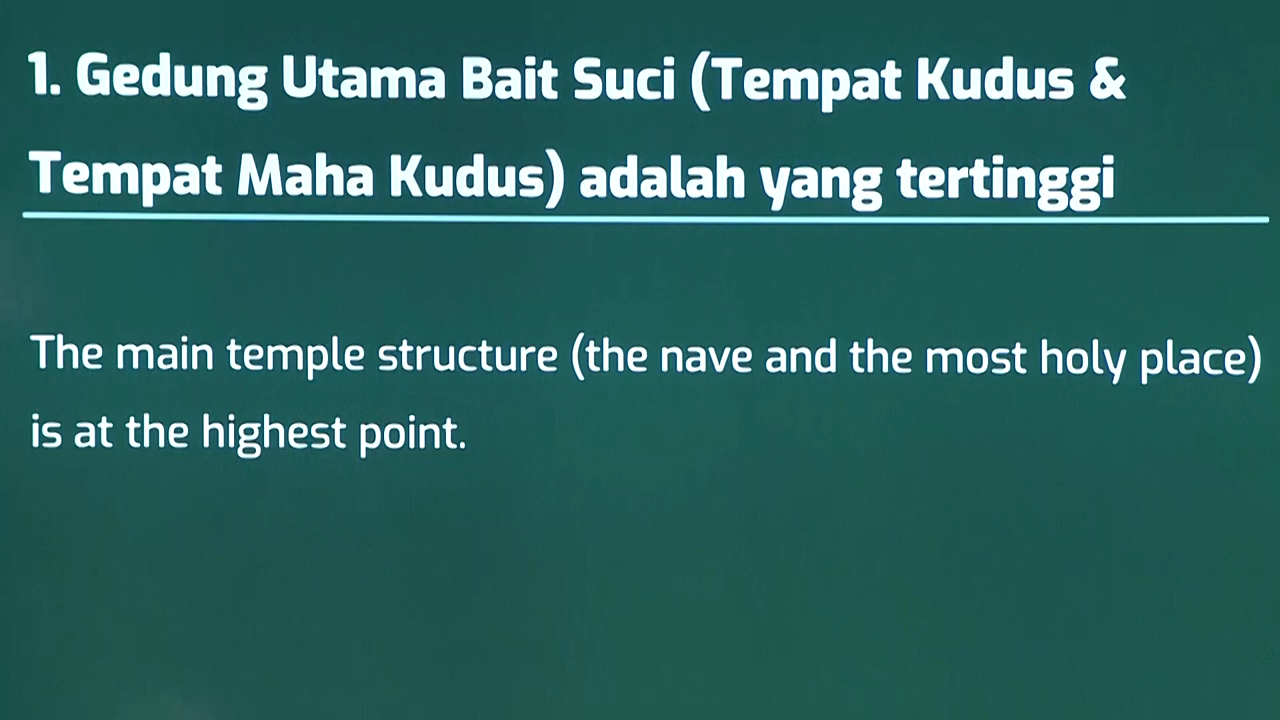 1. Gedung Utama Bait Suci (Tempat Kudus &
Tempat Maha Kudus) adalah yang tertinggi
The main temple structure (the nave and the most holy place)
is at the highest point.